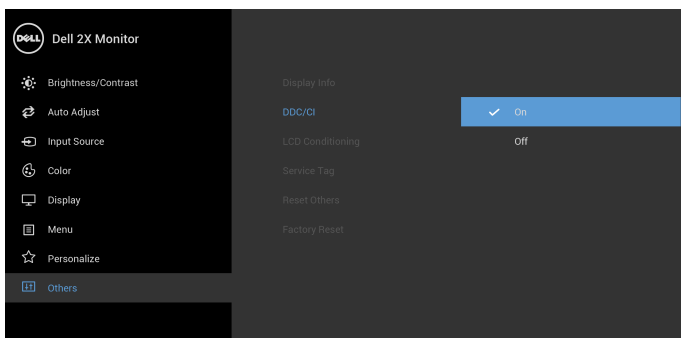 DELL
Dell 2X Monitor
Brightness/Contrast
Auto Adjust
Input Source
Color
Display
Menu
Personalize
Others
Display Info
DDC/CI
LCD Conditioning
Service Tag
Reset Others
Factory Reset
On
Off